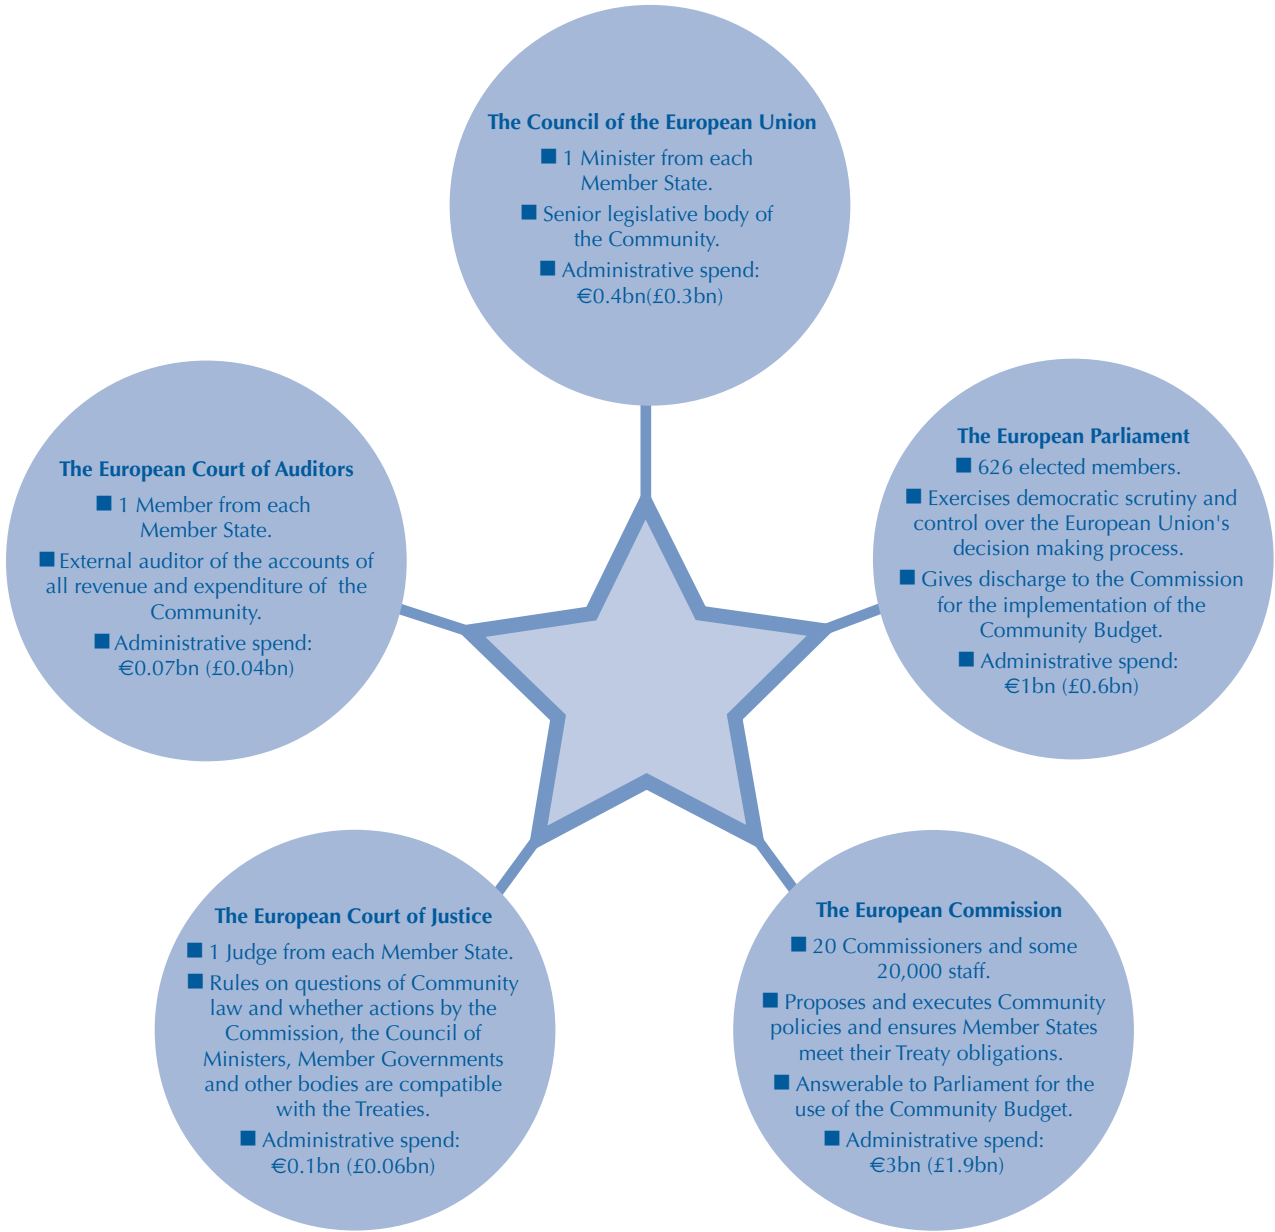 The Council of the European Union
■ 1 Minister from each
Member State.
■ Senior legislative body of
the Community.
■ Administrative spend:
€0.4bn(£0.3bn)
The European Court of Auditors
■ 1 Member from each
Member State.
■ External auditor of the accounts of
all revenue and expenditure of the
Community.
■ Administrative spend:
€0.07bn (£0.04bn)
The European Parliament
■ 626 elected members.
■ Exercises democratic scrutiny and
control over the European Union's
decision making process.
■ Gives discharge to the Commission
for the implementation of the
Community Budget.
■ Administrative spend:
€1bn (£0.6bn)
The European Court of Justice
■ 1 Judge from each Member State.
■ Rules on questions of Community
law and whether actions by the
Commission, the Council of
Ministers, Member Governments
and other bodies are compatible
with the Treaties.
■ Administrative spend:
€0.1bn (£0.06bn)
The European Commission
■ 20 Commissioners and some
20,000 staff.
■ Proposes and executes Community
policies and ensures Member States
meet their Treaty obligations.
■ Answerable to Parliament for the
use of the Community Budget.
■ Administrative spend:
€3bn (£1.9bn)